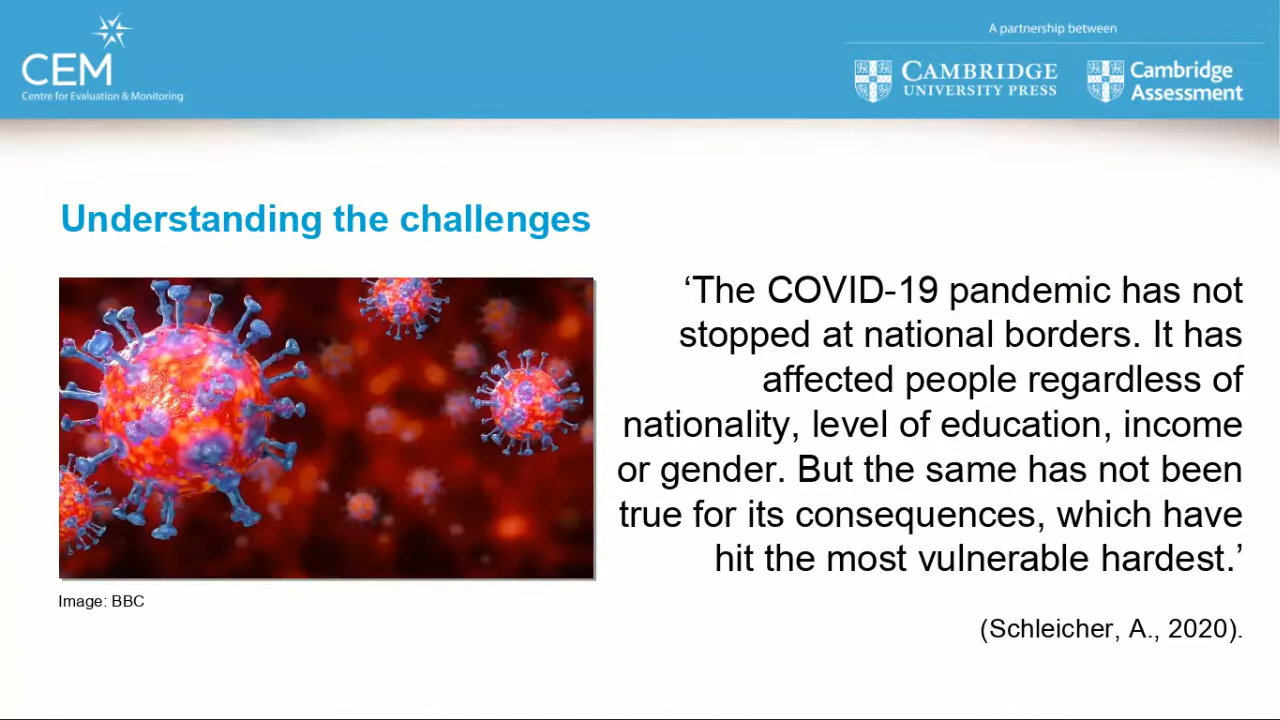 CEM
Centre for Evaluation & Monitoring
A partnership between
CAMBRIDGE
UNIVERSITY PRESS
Cambridge
Assessment
Understanding the challenges
‘The COVID-19 pandemic has not
stopped at national borders. It has
affected people regardless of
nationality, level of education, income
or gender. But the same has not been
true for its consequences, which have
hit the most vulnerable hardest.’
Image: BBC
(Schleicher, A., 2020).